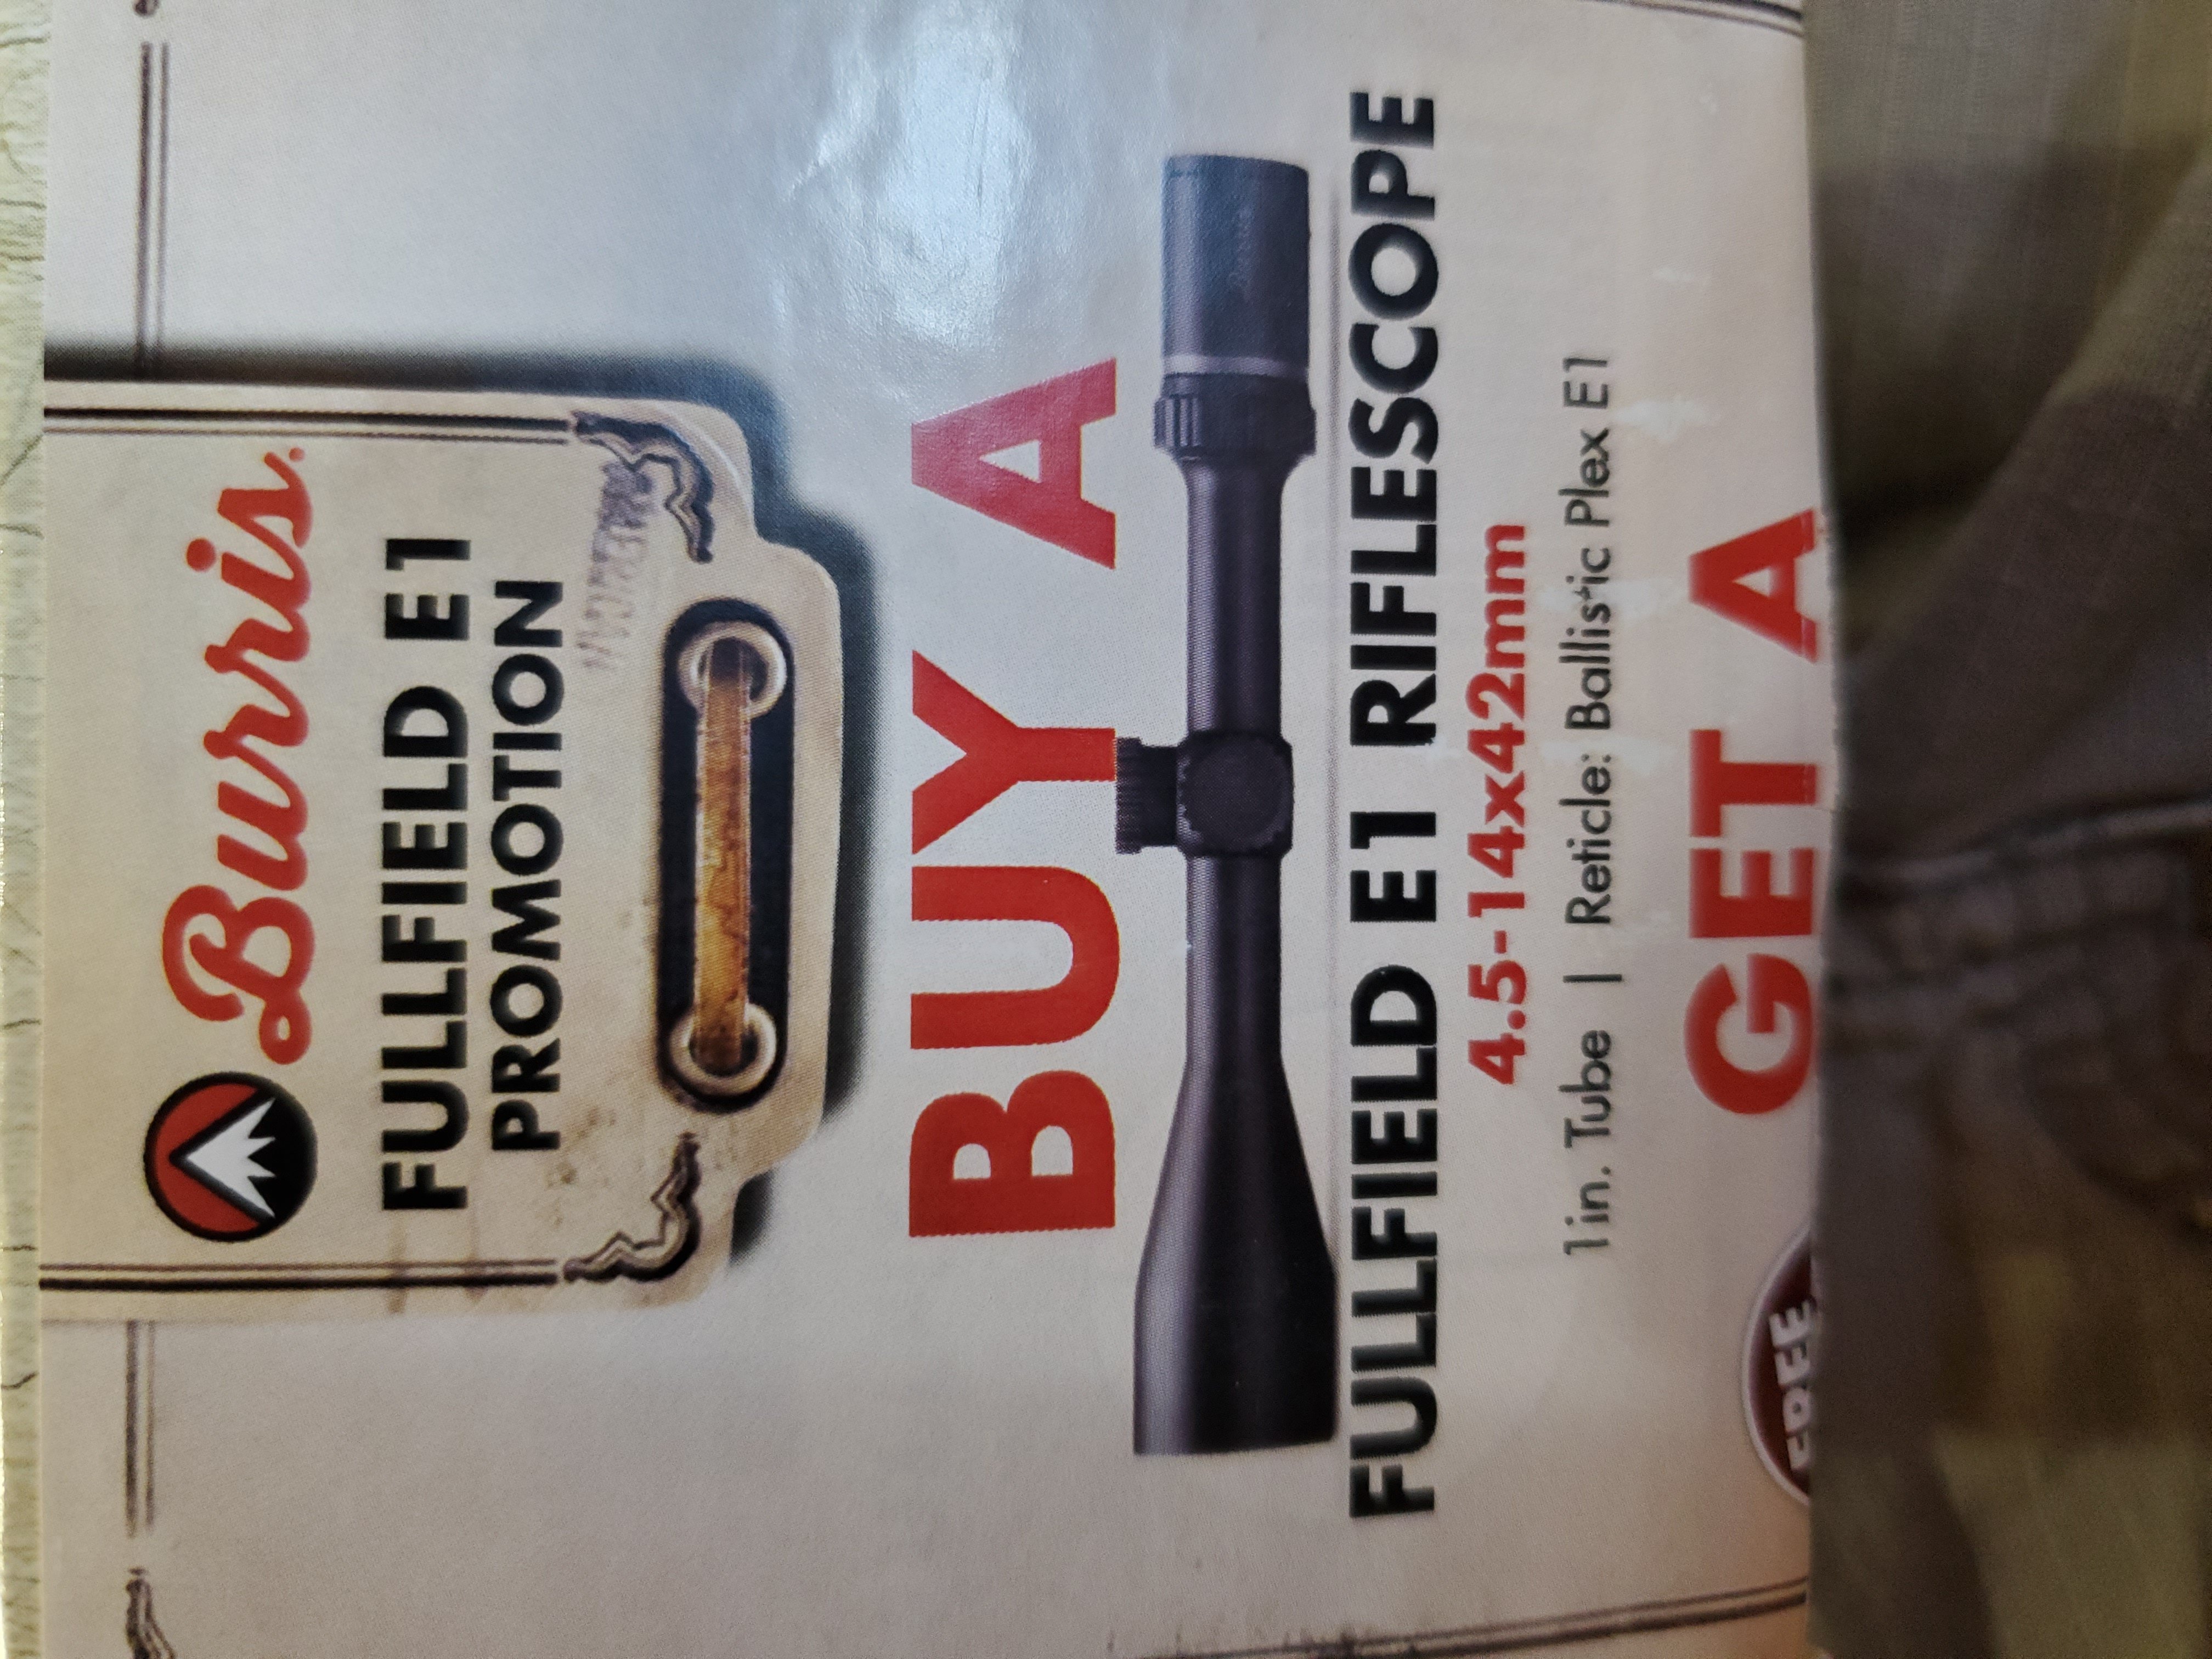 Burris.
FULLFIELD E1
PROMOTION
BUY A
FULLFIELD E1 RIFLESCOPE
4.5-14x42mm
1 in. Tube | Reticle: Ballistic Plex E1
GET A
FREE